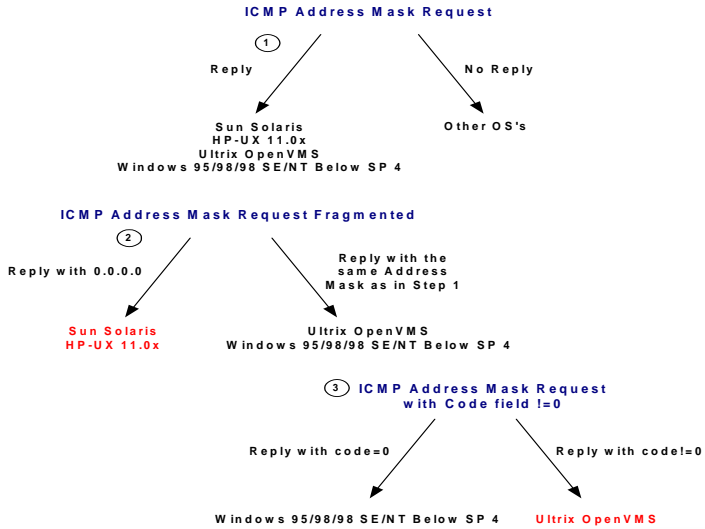 ICMP Address Mask Request
1
Reply
No Reply
Sun Solaris
HP-UX 11.0x
Ultrix OpenVMS
Windows 95/98/98 SE/NT Below SP 4
Other OS's
ICMP Address Mask Request Fragmented
2
Reply with 0.0.0.0
Reply with the
same Address
Mask as in Step 1
Sun Solaris
HP-UX 11.0x
Ultrix OpenVMS
Windows 95/98/98 SE/NT Below SP 4
3
ICMP Address Mask Request
with Code field !=0
Reply with code=0
Reply with code!=0
Windows 95/98/98 SE/NT Below SP 4
Ultrix OpenVMS